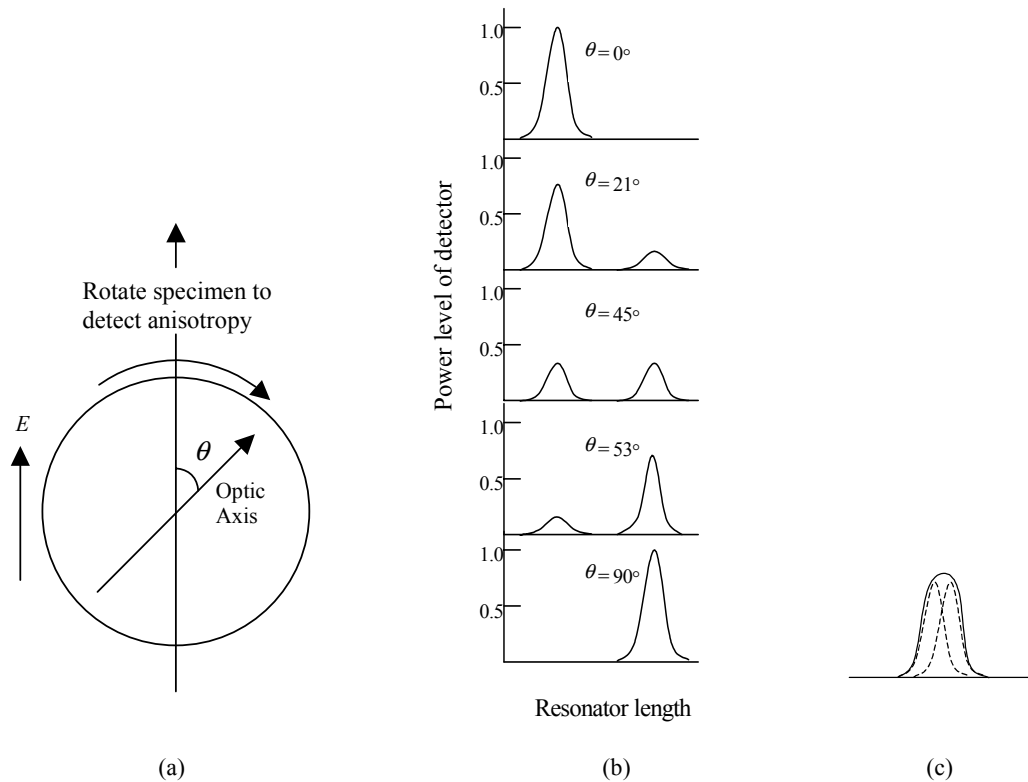 Rotate specimen to
detect anisotropy
E
θ
Optic
Axis
(a)
Power level of detector
1.0
0.5
θ = 0°
1.0
0.5
θ = 21°
1.0
0.5
θ = 45°
1.0
0.5
θ = 53°
1.0
0.5
θ = 90°
Resonator length
(b)
(c)